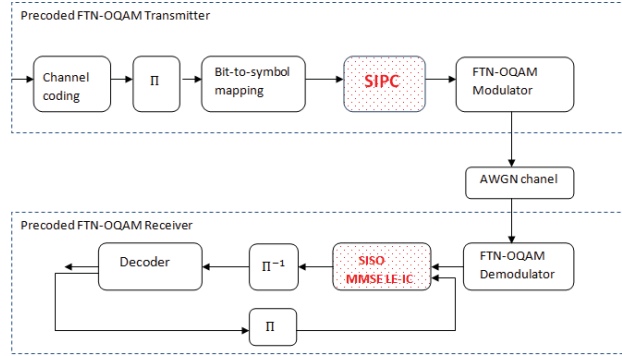 Precoded FTN-OQAM Transmitter
Channel
coding
Π
Bit-to-symbol
mapping
SIPC
FTN-OQAM
Modulator
AWGN chanel
Precoded FTN-OQAM Receiver
Decoder
Π⁻¹
SISO
MMSE LE-IC
FTN-OQAM
Demodulator
Π